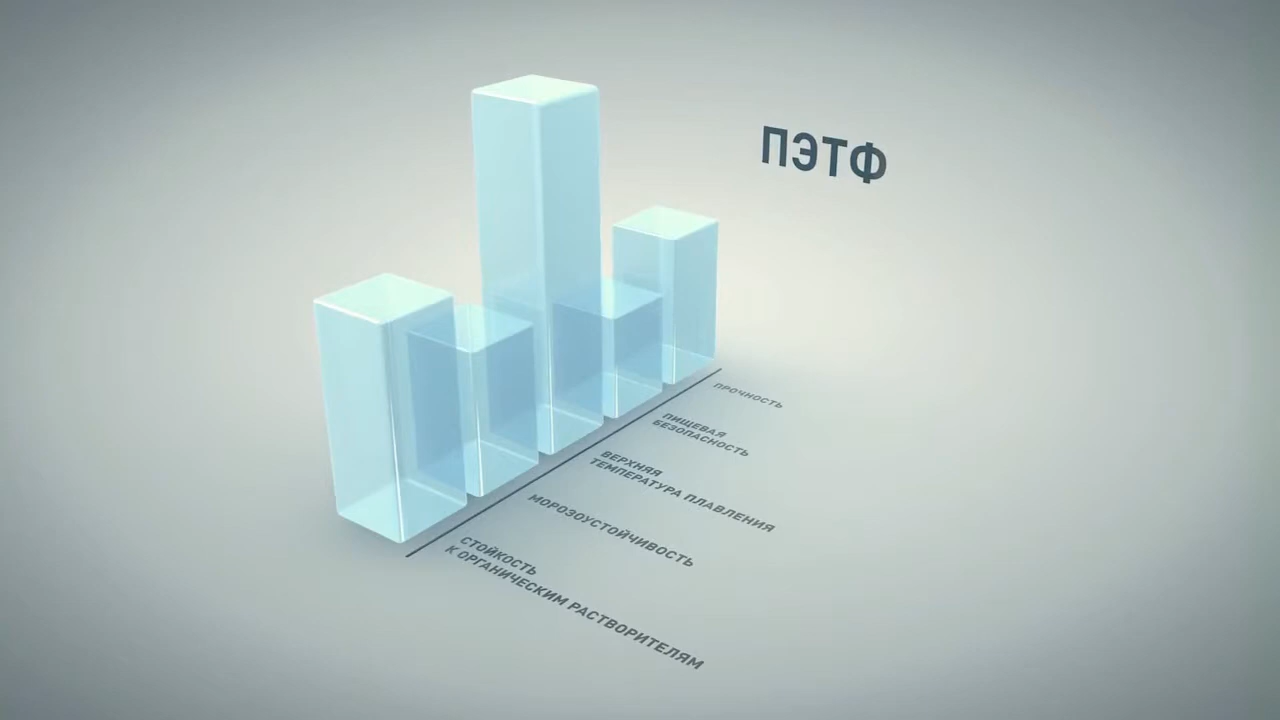 ПЭТФ
ПРОЧНОСТЬ
ПИЩЕВАЯ
БЕЗОПАСНОСТЬ
ВЕРХНЯЯ
ТЕМПЕРАТУРА ПЛАВЛЕНИЯ
МОРОЗОУСТОЙЧИВОСТЬ
СТОЙКОСТЬ
К ОРГАНИЧЕСКИМ РАСТВОРИТЕЛЯМ